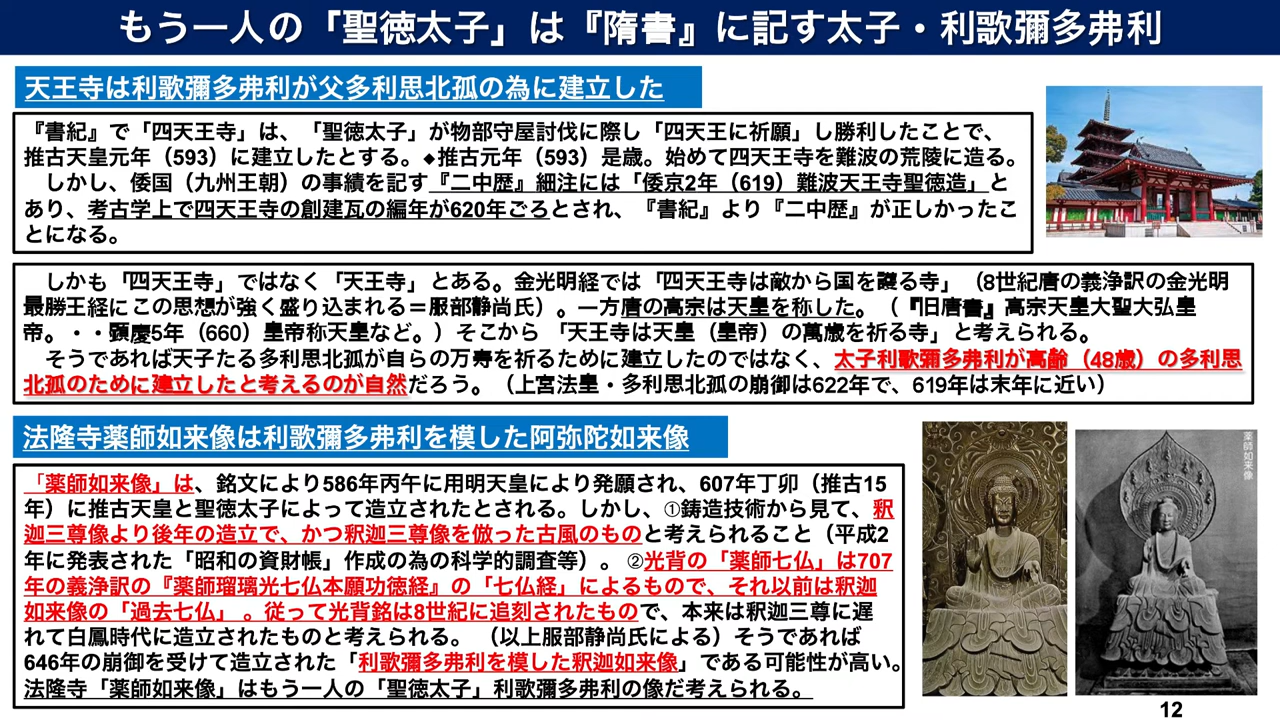 もう一人の「聖徳太子」は『隋書』に記す太子・利歌彌多弗利
天王寺は利歌彌多弗利が父多利思北孤の為に建立した
『書紀』で「四天王寺」は、「聖徳太子」が物部守屋討伐に際し「四天王に祈願」し勝利したことで、
推古天皇元年（593）に建立したとする。◆推古元年（593）是歳。始めて四天王寺を難波の荒陵に造る。
しかし、倭国（九州王朝）の事績を記す『二中歴』細注には「倭京2年（619）難波天王寺聖徳造」と
あり、考古学上で四天王寺の創建瓦の編年が620年ごろとされ、『書紀』より『二中歴』が正しかったこ
とになる。
しかも「四天王寺」ではなく「天王寺」とある。金光明経では「四天王寺は敵から国を護る寺」（8世紀唐の義浄訳の金光明
最勝王経にこの思想が強く盛り込まれる＝服部静尚氏）。一方唐の高宗は天皇を称した。（『旧唐書』高宗天皇大聖大弘皇
帝。・・顕慶5年（660）皇帝称天皇など。）そこから 「天王寺は天皇（皇帝）の萬歳を祈る寺」と考えられる。
そうであれば天子たる多利思北孤が自らの万寿を祈るために建立したのではなく、太子利歌彌多弗利が高齢（48歳）の多利思
北孤のために建立したと考えるのが自然だろう。（上宮法皇・多利思北孤の崩御は622年で、619年は末年に近い）
法隆寺薬師如来像は利歌彌多弗利を模した阿弥陀如来像
「薬師如来像」は、銘文により586年丙午に用明天皇により発願され、607年丁卯（推古15
年）に推古天皇と聖徳太子によって造立されたとされる。しかし、①鋳造技術から見て、釈
迦三尊像より後年の造立で、かつ釈迦三尊像を倣った古風のものと考えられること（平成2
年に発表された「昭和の資財帳」作成の為の科学的調査等）。 ②光背の「薬師七仏」は707
年の義浄訳の『薬師瑠璃光七仏本願功徳経』の「七仏経」によるもので、それ以前は釈迦
如来像の「過去七仏」 。従って光背銘は8世紀に追刻されたもので、本来は釈迦三尊に遅
れて白鳳時代に造立されたものと考えられる。（以上服部静尚氏による）そうであれば
646年の崩御を受けて造立された「利歌彌多弗利を模した釈迦如来像」である可能性が高い。
法隆寺「薬師如来像」はもう一人の「聖徳太子」利歌彌多弗利の像だ考えられる。
薬師如来像
12